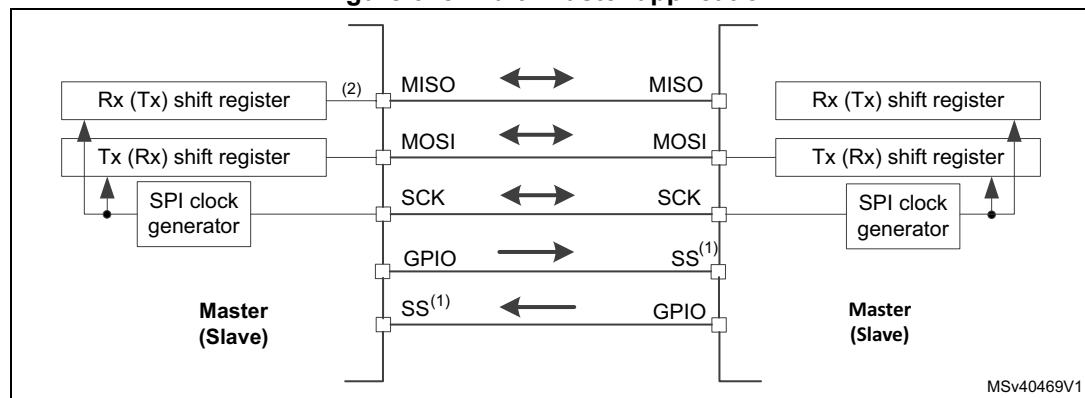 MISO
MISO
(2)
Rx (Tx) shift register
Rx (Tx) shift register
MOSI
MOSI
Tx (Rx) shift register
Tx (Rx) shift register
SCK
SCK
SPI clock
generator
SPI clock
generator
GPIO
SS(1)
SS(1)
GPIO
Master
(Slave)
Master
(Slave)
MSv40469V1